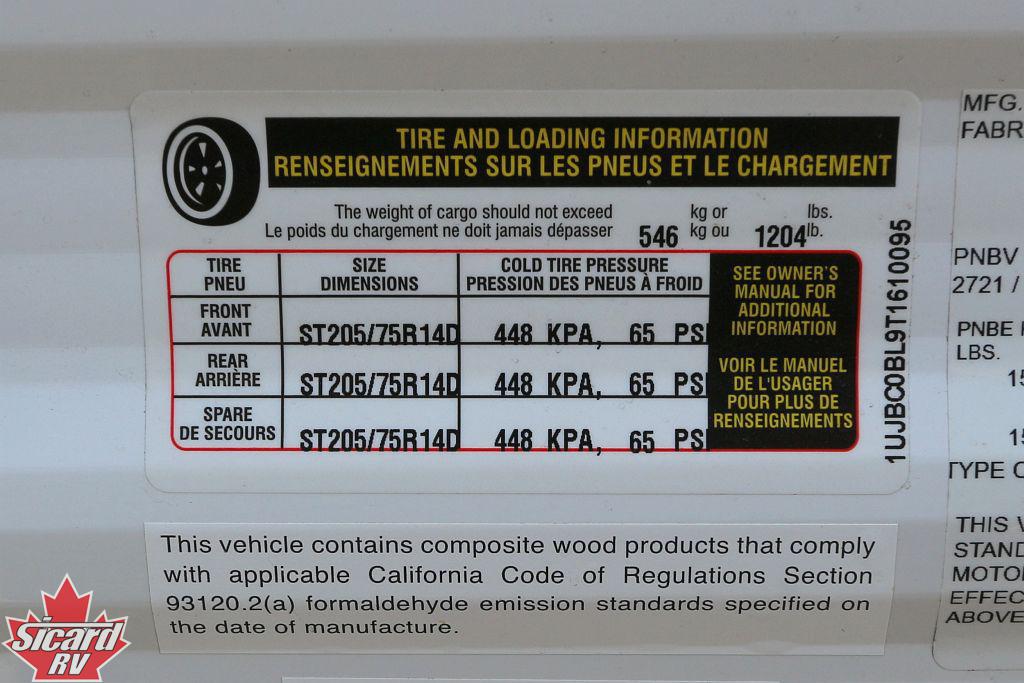 TIRE AND LOADING INFORMATION
RENSEIGNEMENTS SUR LES PNEUS ET LE CHARGEMENT
The weight of cargo should not exceed 546 kg or 1204 lbs.
Le poids du chargement ne doit jamais dépasser kg ou lb.
TIRE SIZE COLD TIRE PRESSURE
PNEU DIMENSIONS PRESSION DES PNEUS À FROID
FRONT
AVANT ST205/75R14D 448 KPA, 65 PSI
REAR
ARRIÈRE ST205/75R14D 448 KPA, 65 PSI
SPARE
DE SECOURS ST205/75R14D 448 KPA, 65 PSI
SEE OWNER'S
MANUAL FOR
ADDITIONAL
INFORMATION
VOIR LE MANUEL
DE L'USAGER
POUR PLUS DE
RENSEIGNEMENTS
1UJBC0BL9T1610095
This vehicle contains composite wood products that comply
with applicable California Code of Regulations Section
93120.2(a) formaldehyde emission standards specified on
the date of manufacture.
MFG.
FABR
PNBV
2721 /
PNBE
LBS.
15
15
TYPE
THIS
STAND
MOTO
EFFEC
ABOVE
Sicard
RV